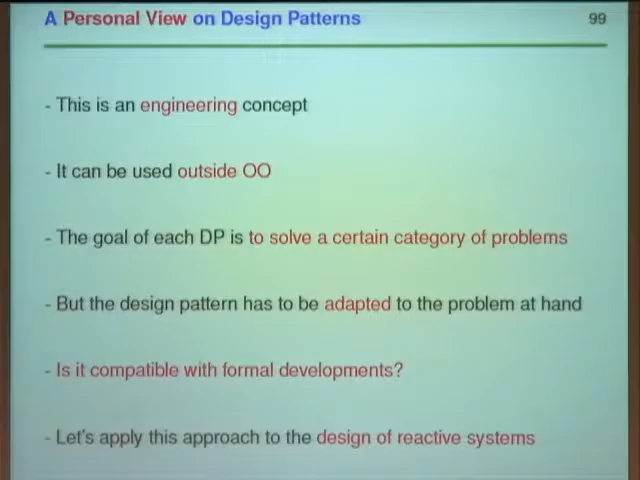 A Personal View on Design Patterns
99
- This is an engineering concept
- It can be used outside OO
- The goal of each DP is to solve a certain category of problems
- But the design pattern has to be adapted to the problem at hand
- Is it compatible with formal developments?
- Let's apply this approach to the design of reactive systems